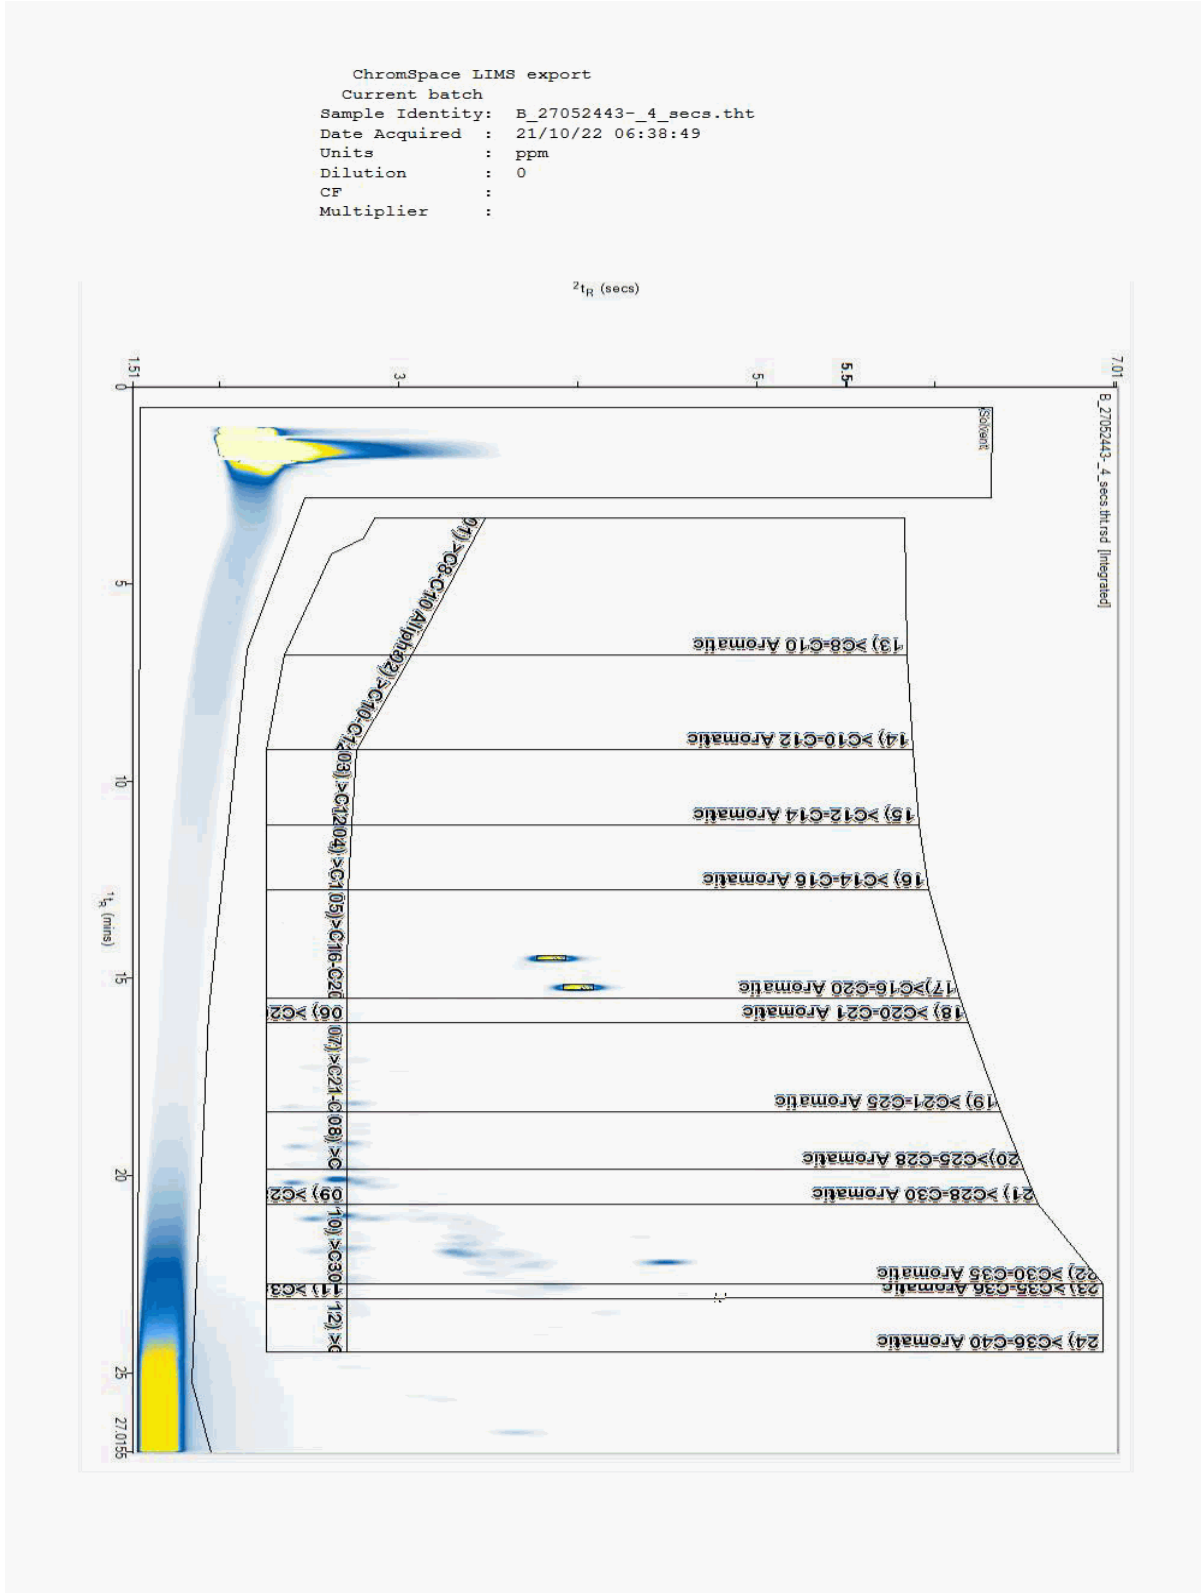 ChromSpace LIMS export
Current batch
Sample Identity: B_27052443-_4_secs.tht
Date Acquired : 21/10/22 06:38:49
Units : ppm
Dilution : 0
CF :
Multiplier :
²tR (secs)
1.51
3
5
5.5
7.01
B_27052443-_4_secs.tht.rsd [Integrated]
Solvent
0
5
10
15
20
25
27.0155
¹tR (mins)
01) >C8-C10 Alipha
02) >C10-C12
03) >C12
04) >C1
05)>C16-C20
06) >C2
07)>C21-C
08) >C
09) >C28
10) >C30
11) >C3
12) >C
13) >C8-C10 Aromatic
14) >C10-C12 Aromatic
15) >C12-C14 Aromatic
16) >C14-C16 Aromatic
17)>C16-C20 Aromatic
18) >C20-C21 Aromatic
19) >C21-C25 Aromatic
20)>C25-C28 Aromatic
21) >C28-C30 Aromatic
22) >C30-C35 Aromatic
23) >C35-C36 Aromatic
24) >C36-C40 Aromatic